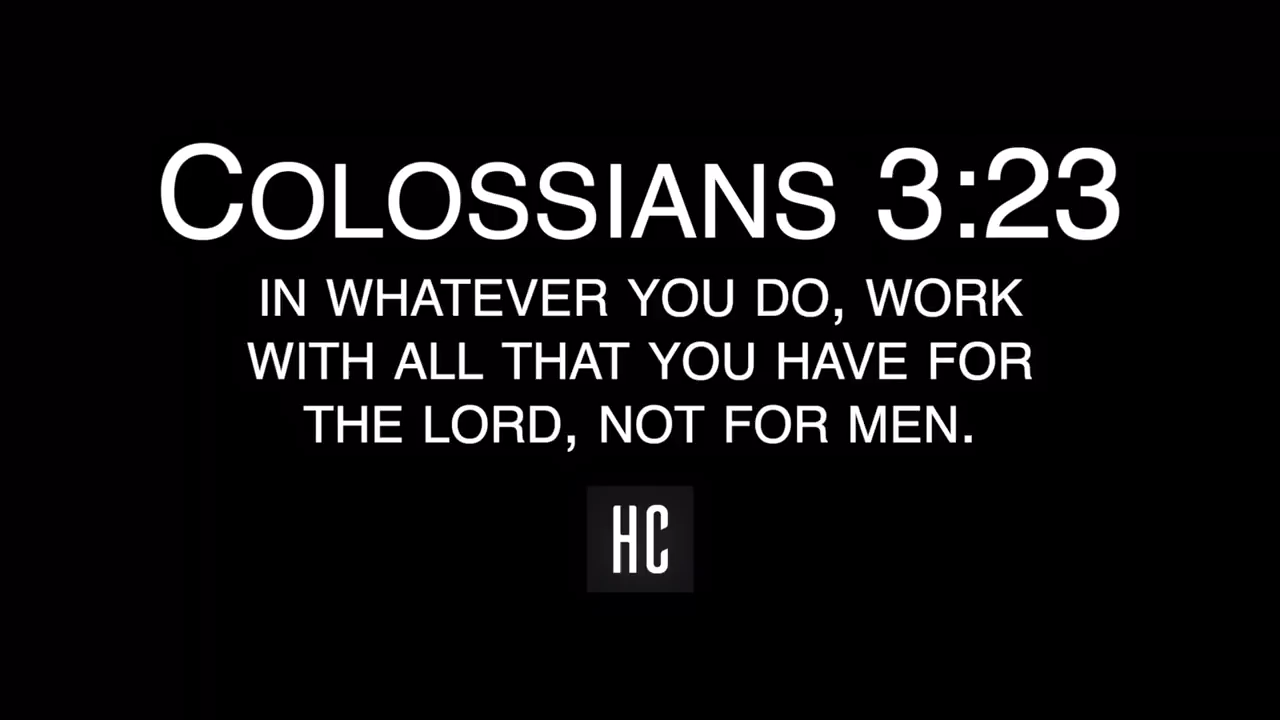 COLOSSIANS 3:23
IN WHATEVER YOU DO, WORK
WITH ALL THAT YOU HAVE FOR
THE LORD, NOT FOR MEN.
HC